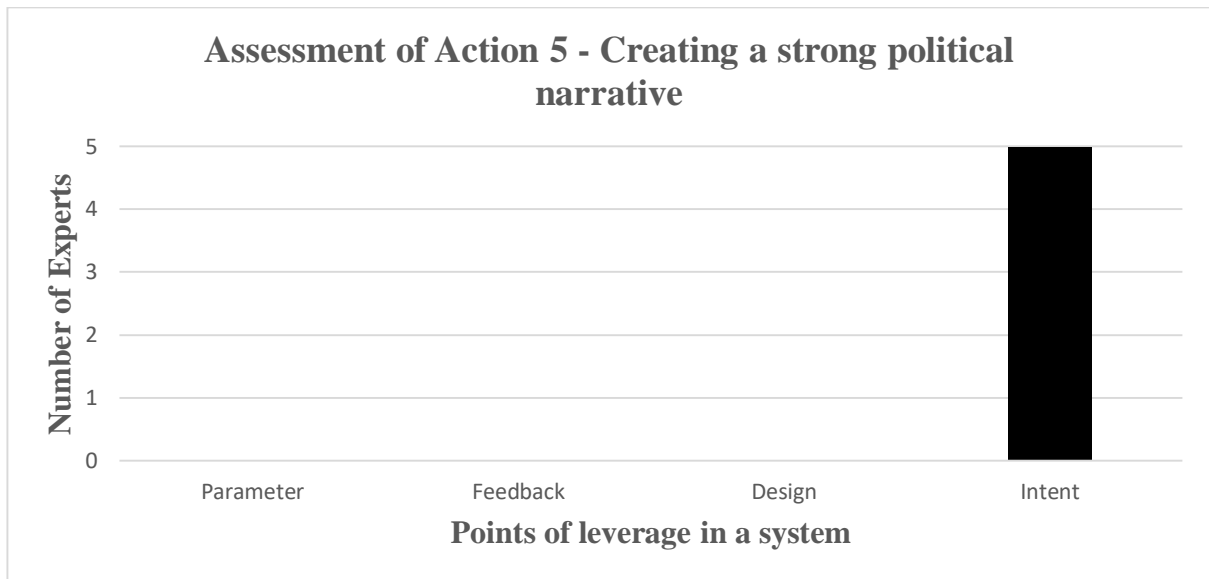 Assessment of Action 5 - Creating a strong political
narrative
Number of Experts
5
4
3
2
1
0
Parameter Feedback Design Intent
Points of leverage in a system